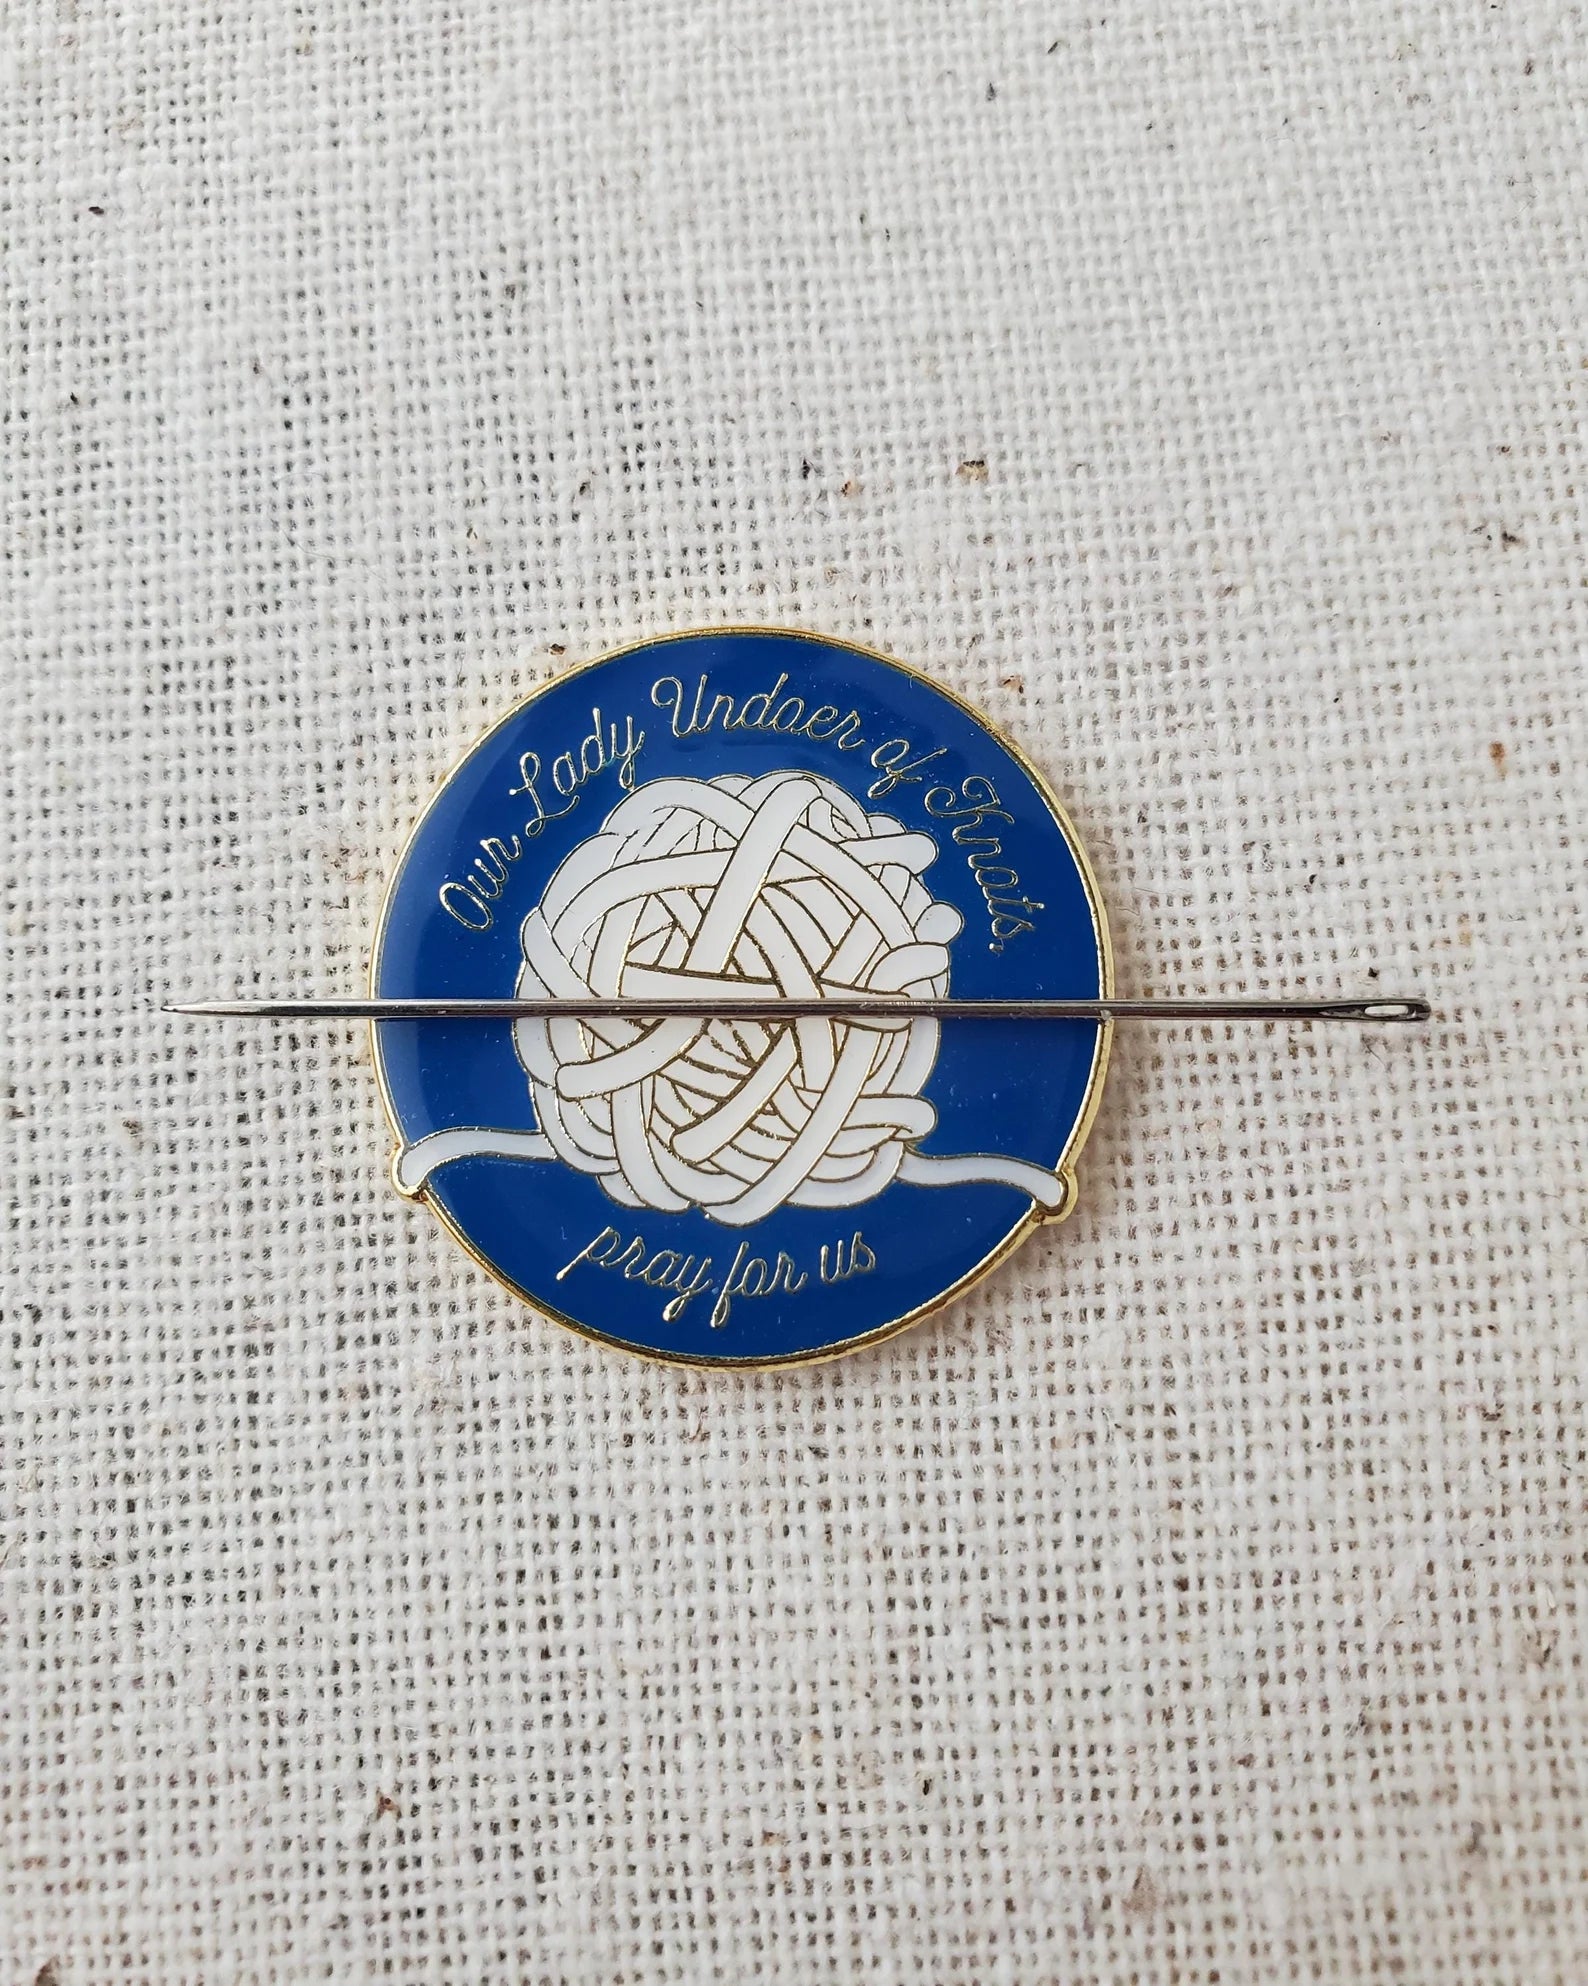 Our Lady Undoer of Knots,
pray for us